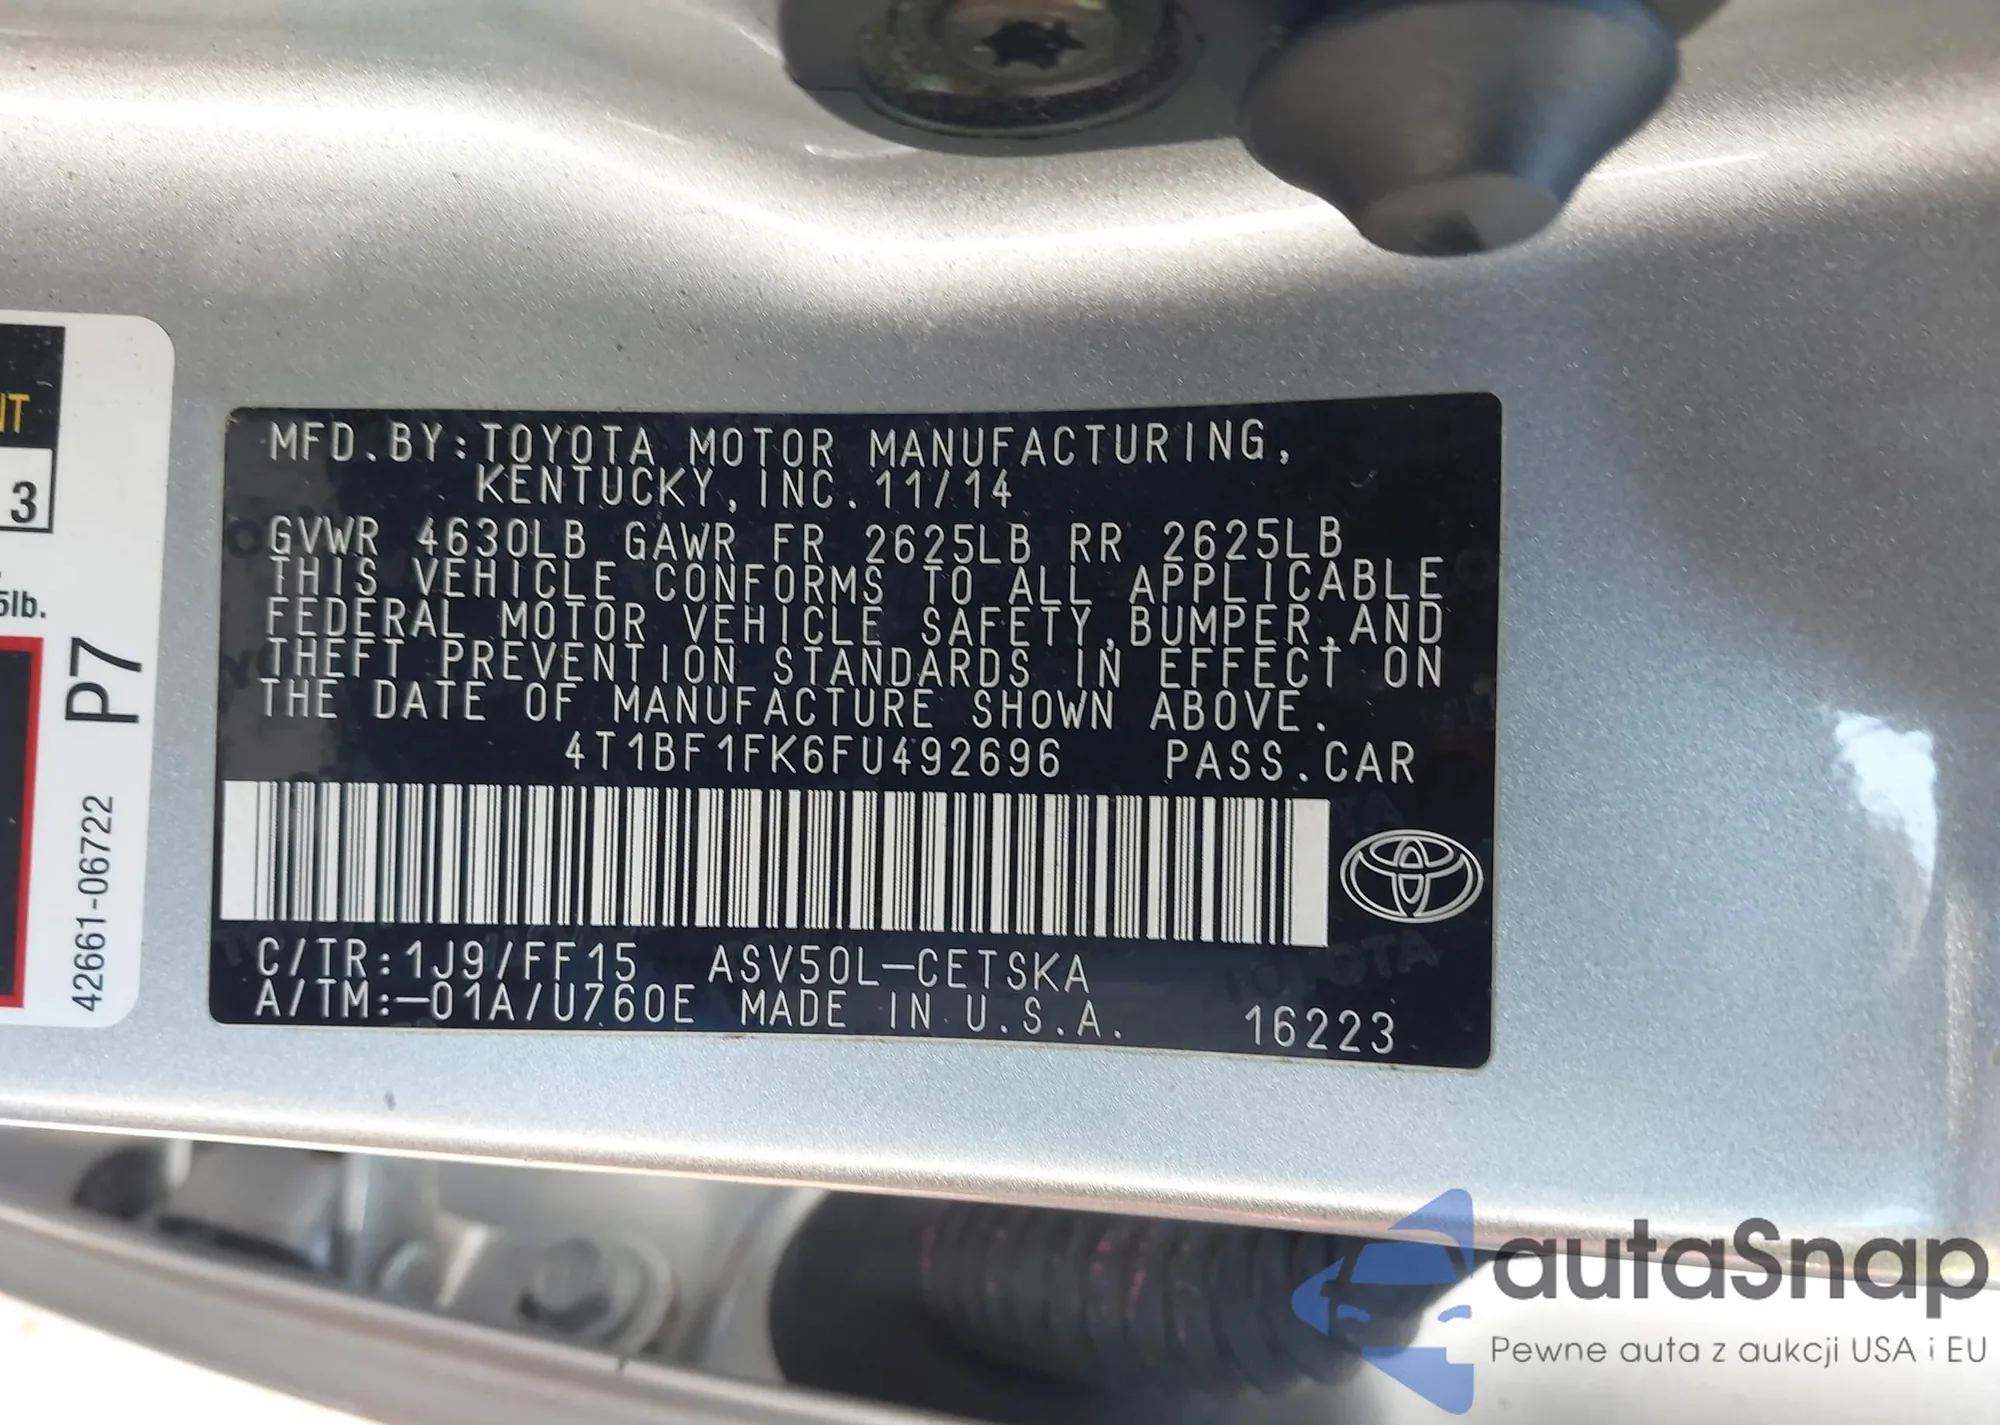 MFD.BY:TOYOTA MOTOR MANUFACTURING,
KENTUCKY,INC.11/14
GVWR 4630LB GAWR FR 2625LB RR 2625LB
THIS VEHICLE CONFORMS TO ALL APPLICABLE
FEDERAL MOTOR VEHICLE SAFETY,BUMPER,AND
THEFT PREVENTION STANDARDS IN EFFECT ON
THE DATE OF MANUFACTURE SHOWN ABOVE.
4T1BF1FK6FU492696 PASS.CAR
C/TR:1J9/FF15 ASV50L-CETSKA
A/TM:-01A/U760E MADE IN U.S.A. 16223
3
5lb.
P7
42661-06722
autaSnap
Pewne auta z aukcji USA i EU